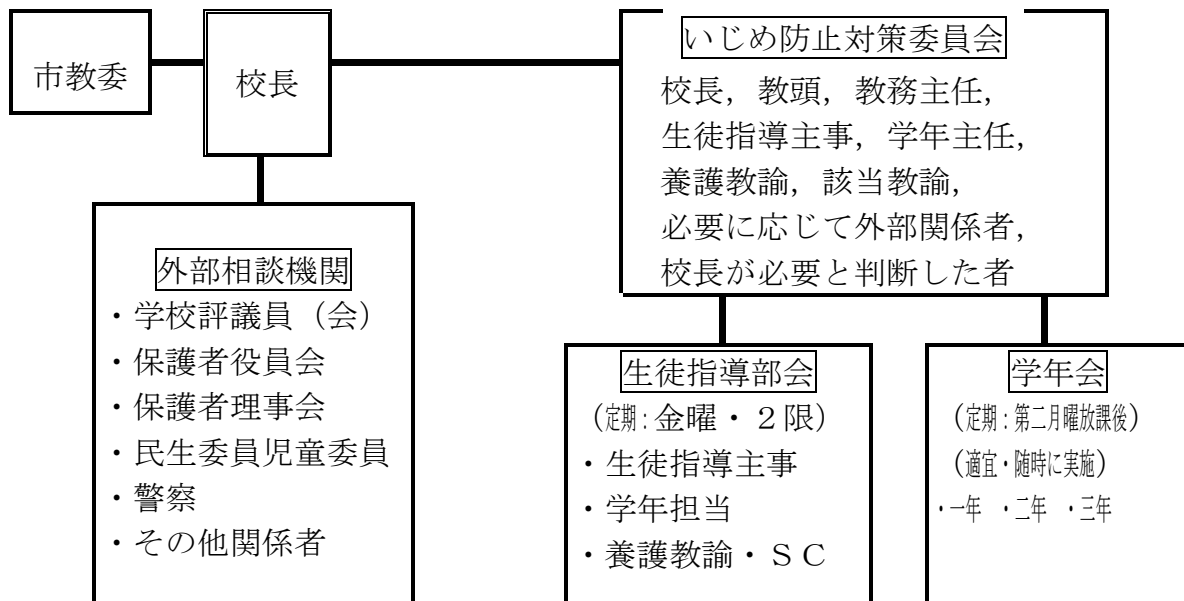 市教委
校長
いじめ防止対策委員会
校長，教頭，教務主任，
生徒指導主事，学年主任，
養護教諭，該当教諭，
必要に応じて外部関係者，
校長が必要と判断した者
外部相談機関
・学校評議員（会）
・保護者役員会
・保護者理事会
・民生委員児童委員
・警察
・その他関係者
生徒指導部会
（定期：金曜・２限）
・生徒指導主事
・学年担当
・養護教諭・ＳＣ
学年会
（定期：第二月曜放課後）
（適宜・随時に実施）
・一年　・二年　・三年